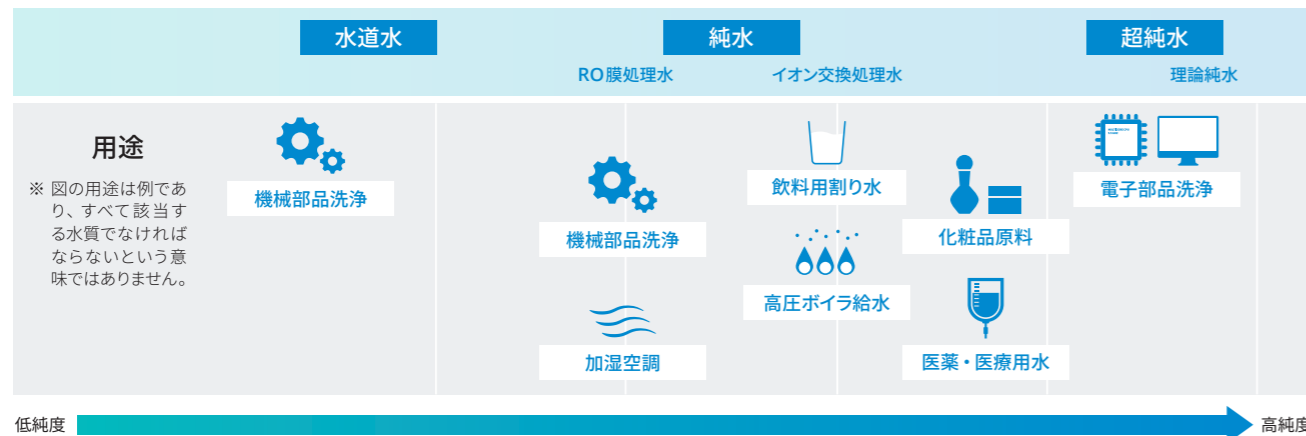 水道水
純水
超純水
RO膜処理水
イオン交換処理水
理論純水
用途
※ 図の用途は例であ
り、すべて該当す
る水質でなければ
ならないという意
味ではありません。
機械部品洗浄
機械部品洗浄
加湿空調
飲料用割り水
高圧ボイラ給水
化粧品原料
医薬・医療用水
電子部品洗浄
低純度
高純度